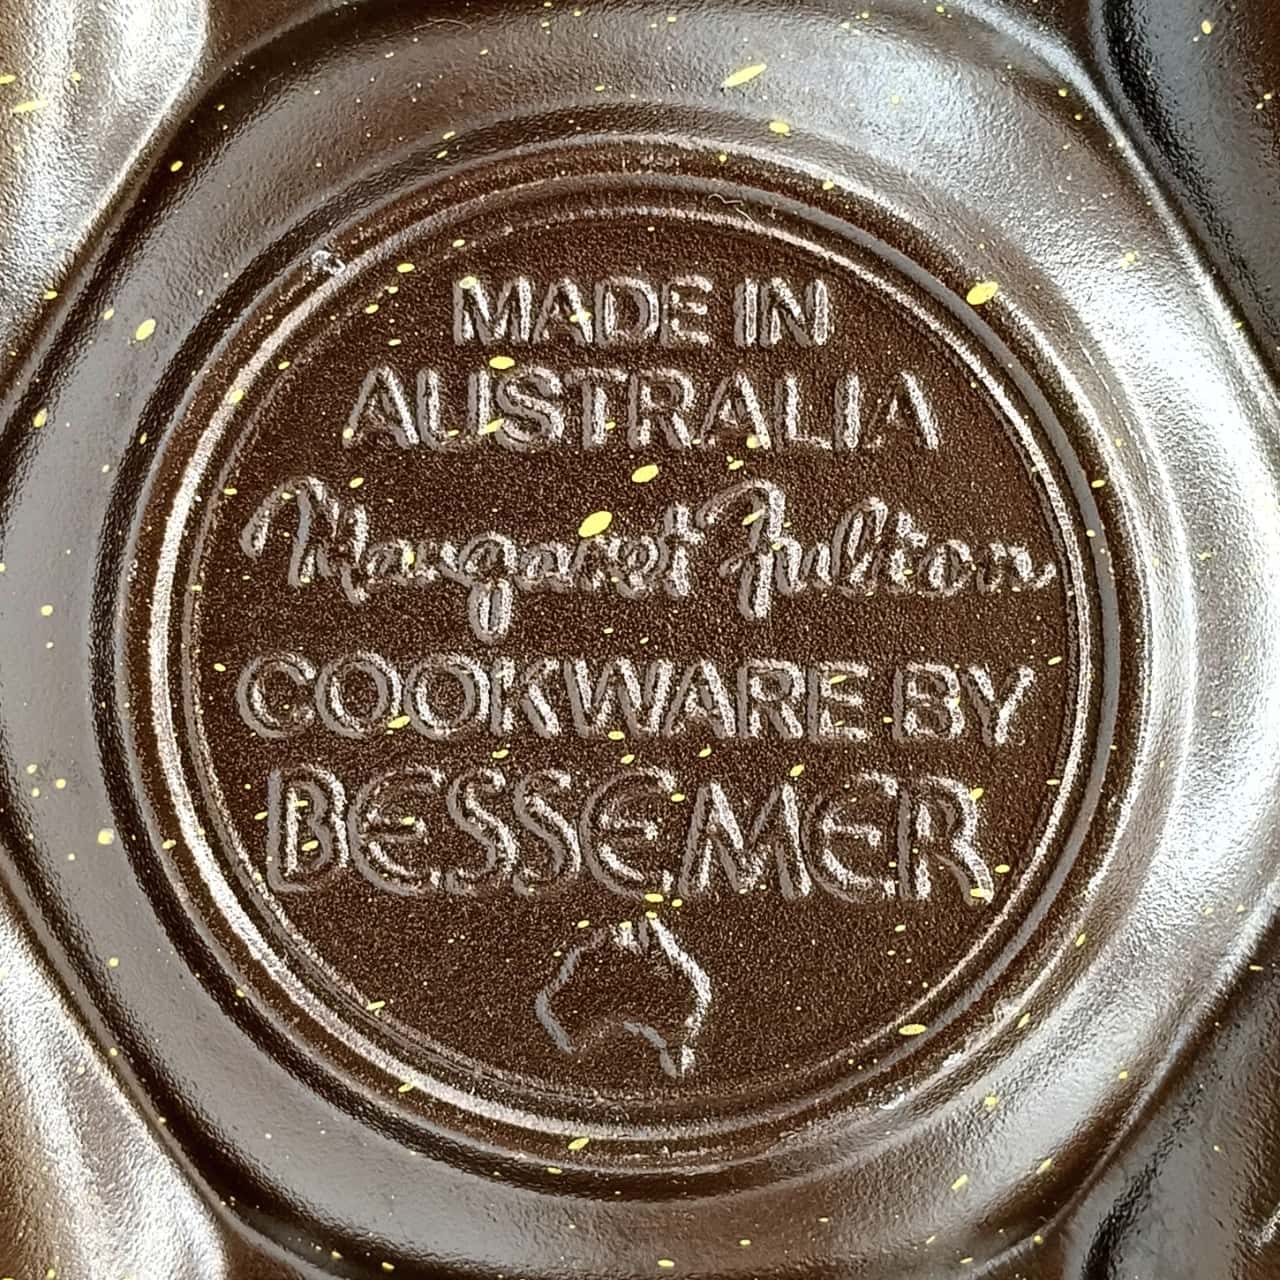 MADE IN
AUSTRALIA
Margaret Fulton
COOKWARE BY
BESSEMER